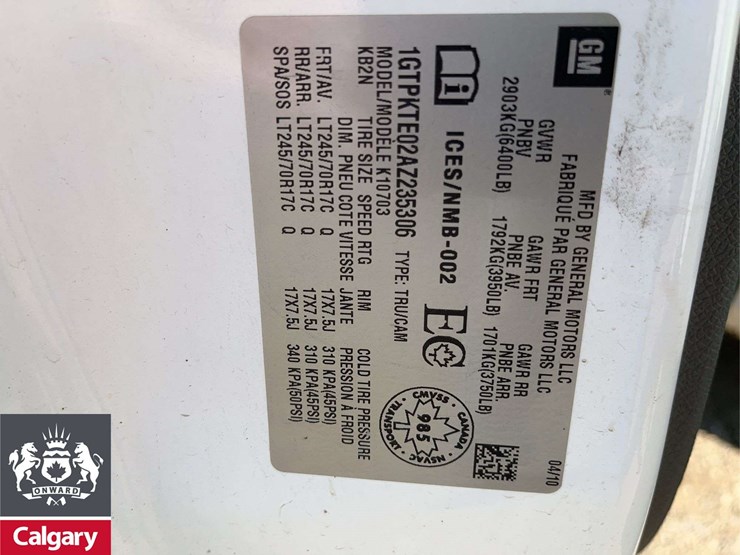 GM
MFD BY GENERAL MOTORS LLC
FABRIQUÉ PAR GENERAL MOTORS LLC
04/10
GVWR GAWR FRT GAWR RR
PNBV PNBE AV. PNBE ARR.
2903KG(6400LB) 1792KG(3950LB) 1701KG(3750LB)
ICES/NMB-002 EC
CMVSS CANADA
985
TRANSPORT NSVAC
1GTPKTE02AZ235306 TYPE: TRU/CAM
MODEL/MODÈLE K10703
KB2N TIRE SIZE SPEED RTG RIM COLD TIRE PRESSURE
DIM. PNEU COTE VITESSE JANTE PRESSION À FROID
FRT/AV. LT245/70R17C Q 17X7.5J 310 KPA(45PSI)
RR/ARR. LT245/70R17C Q 17X7.5J 310 KPA(45PSI)
SPA/SOS LT245/70R17C Q 17X7.5J 340 KPA(50PSI)
ONWARD
Calgary